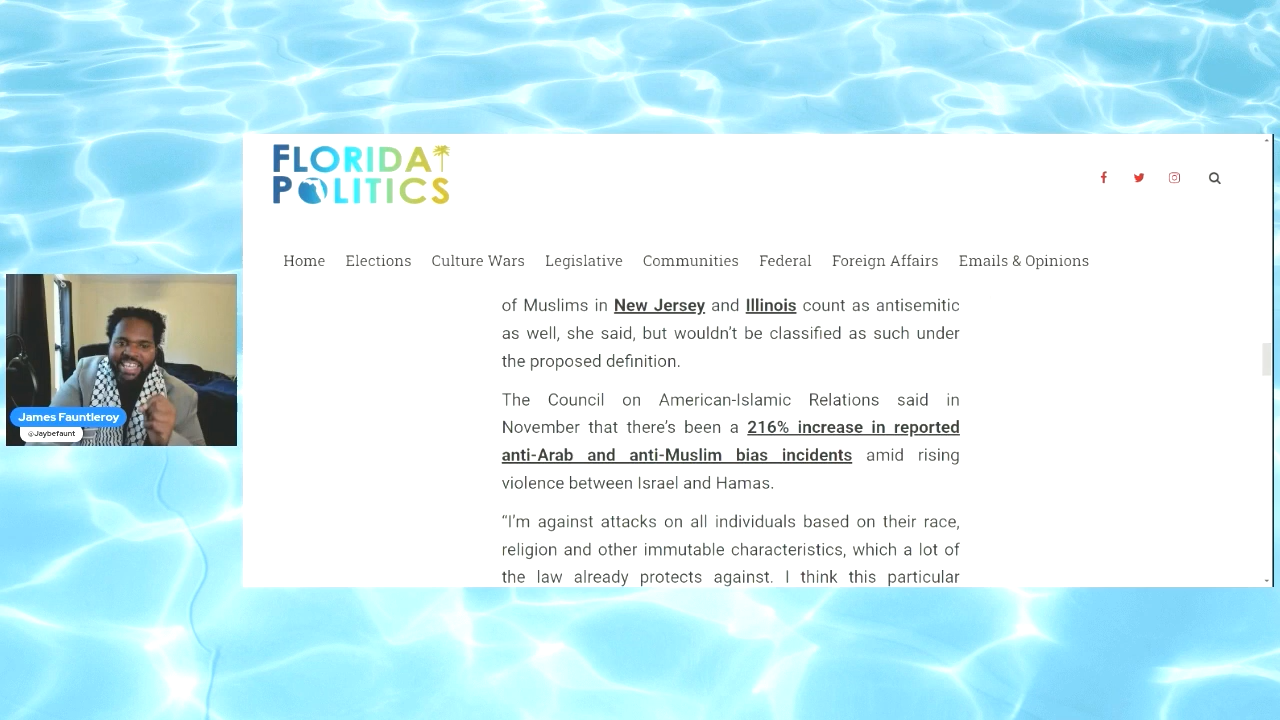 FLORIDA
POLITICS
Home Elections Culture Wars Legislative Communities Federal Foreign Affairs Emails & Opinions
of Muslims in New Jersey and Illinois count as antisemitic
as well, she said, but wouldn’t be classified as such under
the proposed definition.
The Council on American-Islamic Relations said in
November that there’s been a 216% increase in reported
anti-Arab and anti-Muslim bias incidents amid rising
violence between Israel and Hamas.
“I’m against attacks on all individuals based on their race,
religion and other immutable characteristics, which a lot of
the law already protects against. I think this particular
James Fauntleroy
@Jaybefaunt